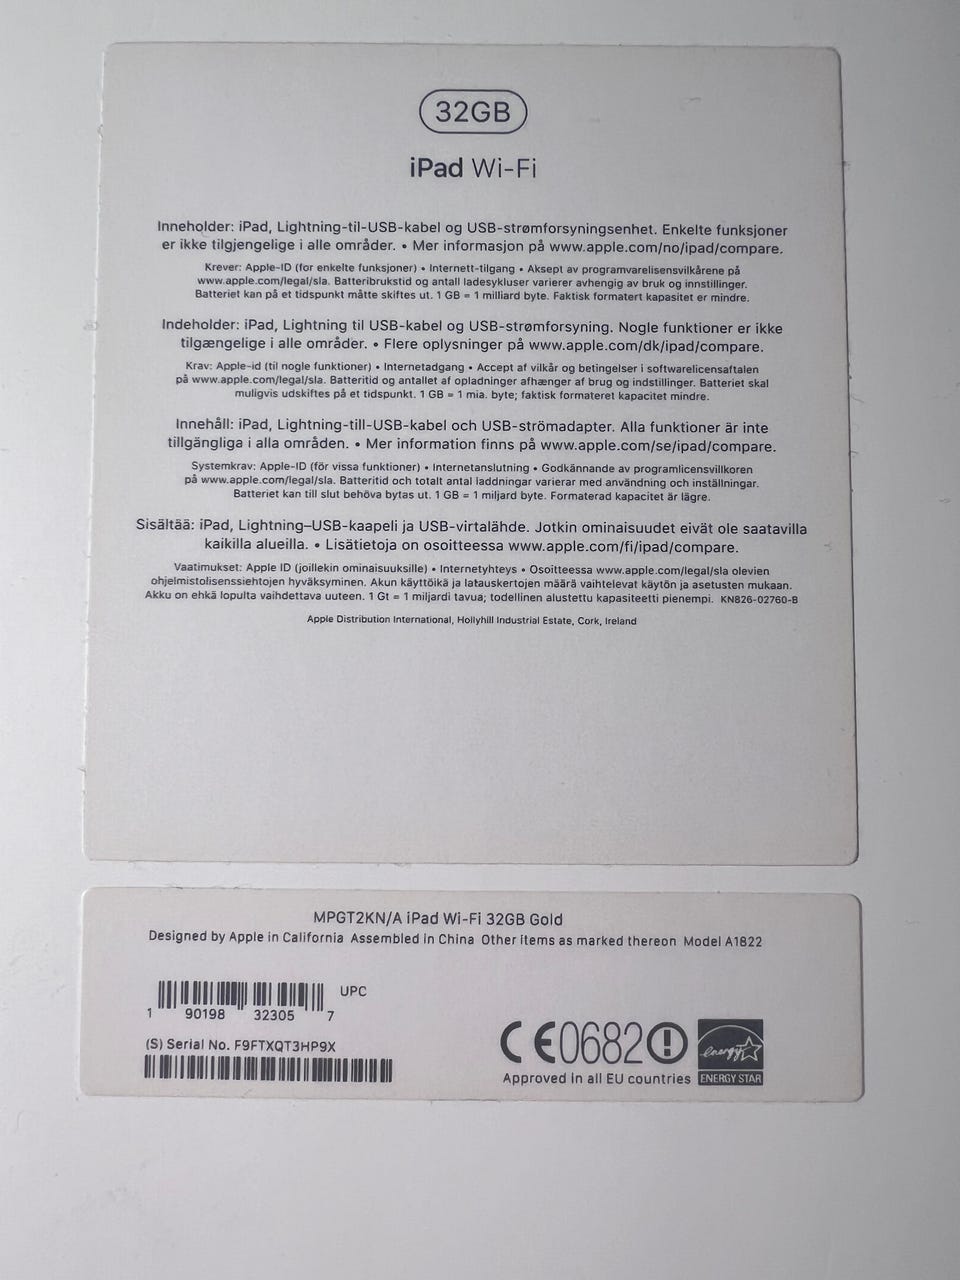 32GB
iPad Wi-Fi
Inneholder: iPad, Lightning-til-USB-kabel og USB-strømforsyningsenhet. Enkelte funksjoner
er ikke tilgjengelige i alle områder. • Mer informasjon på www.apple.com/no/ipad/compare.
Krever: Apple-ID (for enkelte funksjoner) • Internett-tilgang • Aksept av programvarelisensvilkårene på
www.apple.com/legal/sla. Batteribrukstid og antall ladesykluser varierer avhengig av bruk og innstillinger.
Batteriet kan på et tidspunkt måtte skiftes ut. 1 GB = 1 milliard byte. Faktisk formatert kapasitet er mindre.
Indeholder: iPad, Lightning til USB-kabel og USB-strømforsyning. Nogle funktioner er ikke
tilgængelige i alle områder. • Flere oplysninger på www.apple.com/dk/ipad/compare.
Krav: Apple-id (til nogle funktioner) • Internetadgang • Accept af vilkår og betingelser i softwarelicensaftalen
på www.apple.com/legal/sla. Batteritid og antallet af opladninger afhænger af brug og indstillinger. Batteriet skal
muligvis udskiftes på et tidspunkt. 1 GB = 1 mia. byte; faktisk formateret kapacitet mindre.
Innehåll: iPad, Lightning-till-USB-kabel och USB-strömadapter. Alla funktioner är inte
tillgängliga i alla områden. • Mer information finns på www.apple.com/se/ipad/compare.
Systemkrav: Apple-ID (för vissa funktioner) • Internetanslutning • Godkännande av programlicensvillkoren
på www.apple.com/legal/sla. Batteritid och totalt antal laddningar varierar med användning och inställningar.
Batteriet kan till slut behöva bytas ut. 1 GB = 1 miljard byte. Formaterad kapacitet är lägre.
Sisältää: iPad, Lightning–USB-kaapeli ja USB-virtalähde. Jotkin ominaisuudet eivät ole saatavilla
kaikilla alueilla. • Lisätietoja on osoitteessa www.apple.com/fi/ipad/compare.
Vaatimukset: Apple ID (joillekin ominaisuuksille) • Internetyhteys • Osoitteessa www.apple.com/legal/sla olevien
ohjelmistolisenssiehtojen hyväksyminen. Akun käyttöikä ja latauskertojen määrä vaihtelevat käytön ja asetusten mukaan.
Akku on ehkä lopulta vaihdettava uuteen. 1 Gt = 1 miljardi tavua; todellinen alustettu kapasiteetti pienempi. KN826-02760-B
Apple Distribution International, Hollyhill Industrial Estate, Cork, Ireland
MPGT2KN/A iPad Wi-Fi 32GB Gold
Designed by Apple in California Assembled in China Other items as marked thereon Model A1822
UPC
1 90198 32305 7
(S) Serial No. F9FTXQT3HP9X
CE0682
energy
Approved in all EU countries
ENERGY STAR